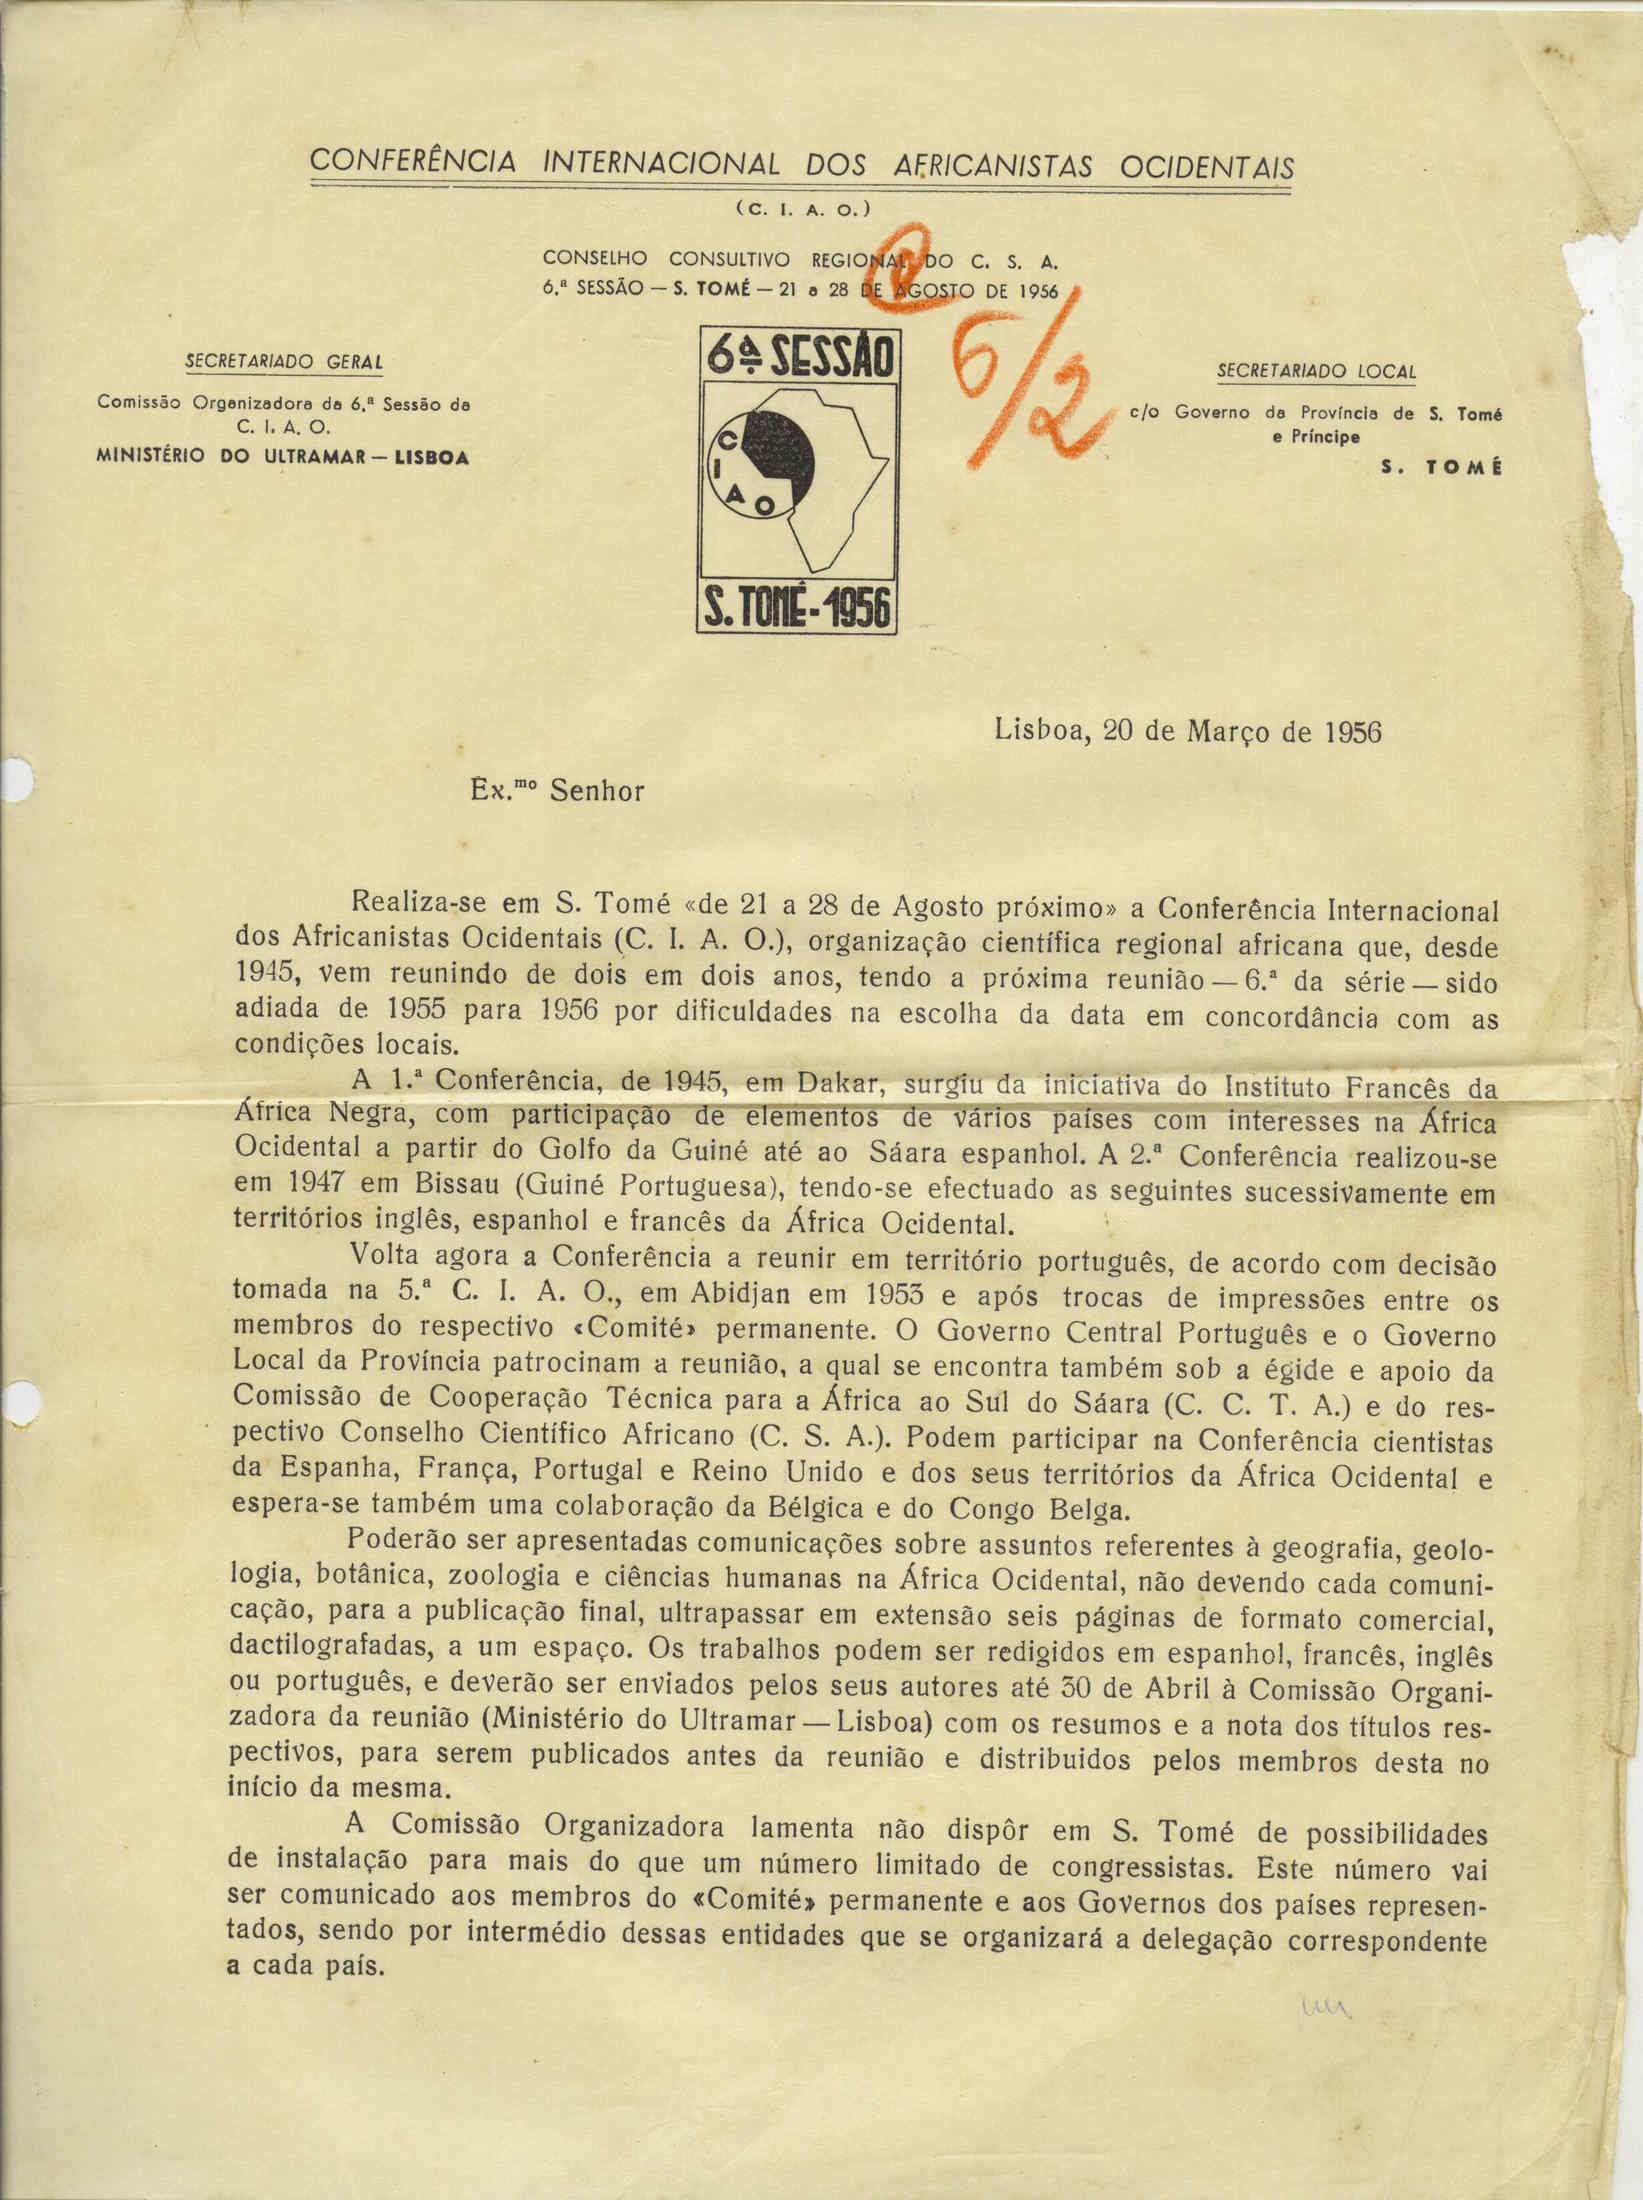 CONFERÊNCIA INTERNACIONAL DOS AFRICANISTAS OCIDENTAIS
(C. I. A. O.)
CONSELHO CONSULTIVO REGIONAL DO C. S. A.
6.ª SESSÃO — S. TOMÉ — 21 a 28 DE AGOSTO DE 1956
6/2
SECRETARIADO GERAL
Comissão Organizadora da 6.ª Sessão da
C. I. A. O.
MINISTÉRIO DO ULTRAMAR — LISBOA
6ª SESSÃO
C
I
A O
S. TOMÉ - 1956
SECRETARIADO LOCAL
c/o Governo da Província de S. Tomé
e Príncipe
S. TOMÉ
Lisboa, 20 de Março de 1956
Ex.mo Senhor
Realiza-se em S. Tomé «de 21 a 28 de Agosto próximo» a Conferência Internacional
dos Africanistas Ocidentais (C. I. A. O.), organização científica regional africana que, desde
1945, vem reunindo de dois em dois anos, tendo a próxima reunião — 6.ª da série — sido
adiada de 1955 para 1956 por dificuldades na escolha da data em concordância com as
condições locais.
A 1.ª Conferência, de 1945, em Dakar, surgiu da iniciativa do Instituto Francês da
África Negra, com participação de elementos de vários países com interesses na África
Ocidental a partir do Golfo da Guiné até ao Sáara espanhol. A 2.ª Conferência realizou-se
em 1947 em Bissau (Guiné Portuguesa), tendo-se efectuado as seguintes sucessivamente em
territórios inglês, espanhol e francês da África Ocidental.
Volta agora a Conferência a reunir em território português, de acordo com decisão
tomada na 5.ª C. I. A. O., em Abidjan em 1953 e após trocas de impressões entre os
membros do respectivo «Comité» permanente. O Governo Central Português e o Governo
Local da Província patrocinam a reunião, a qual se encontra também sob a égide e apoio da
Comissão de Cooperação Técnica para a África ao Sul do Sáara (C. C. T. A.) e do res-
pectivo Conselho Científico Africano (C. S. A.). Podem participar na Conferência cientistas
da Espanha, França, Portugal e Reino Unido e dos seus territórios da África Ocidental e
espera-se também uma colaboração da Bélgica e do Congo Belga.
Poderão ser apresentadas comunicações sobre assuntos referentes à geografia, geolo-
logia, botânica, zoologia e ciências humanas na África Ocidental, não devendo cada comuni-
cação, para a publicação final, ultrapassar em extensão seis páginas de formato comercial,
dactilografadas, a um espaço. Os trabalhos podem ser redigidos em espanhol, francês, inglês
ou português, e deverão ser enviados pelos seus autores até 30 de Abril à Comissão Organi-
zadora da reunião (Ministério do Ultramar — Lisboa) com os resumos e a nota dos títulos res-
pectivos, para serem publicados antes da reunião e distribuidos pelos membros desta no
início da mesma.
A Comissão Organizadora lamenta não dispôr em S. Tomé de possibilidades
de instalação para mais do que um número limitado de congressistas. Este número vai
ser comunicado aos membros do «Comité» permanente e aos Governos dos países represen-
tados, sendo por intermédio dessas entidades que se organizará a delegação correspondente
a cada país.